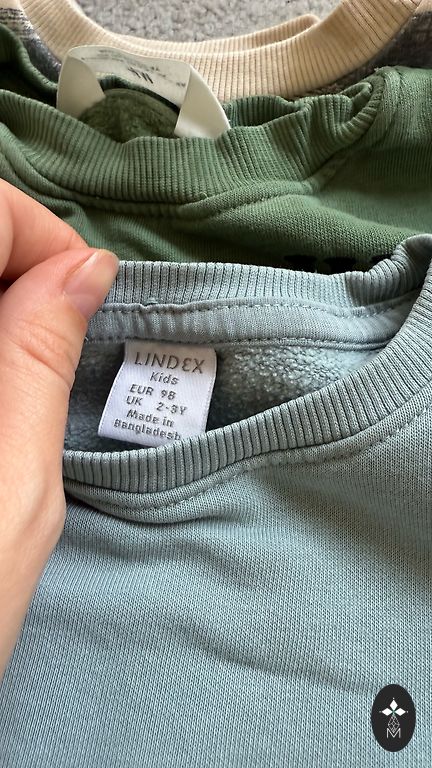 LINDEX
Kids
EUR 98
UK 2-3Y
Made in
Bangladesh